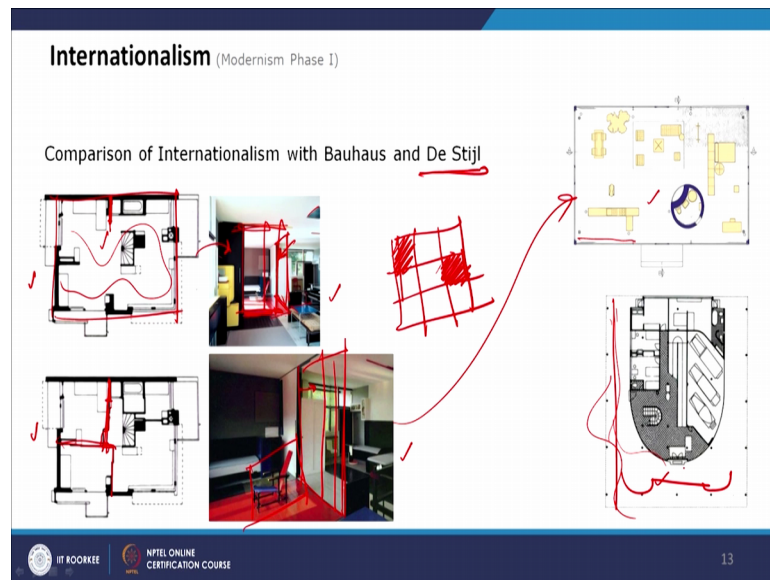 Internationalism (Modernism Phase I)
Comparison of Internationalism with Bauhaus and De Stijl
IIT ROORKEE
NPTEL ONLINE
CERTIFICATION COURSE
13